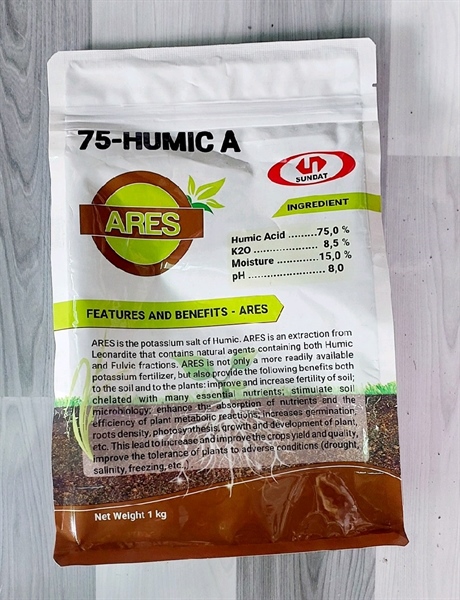 75-HUMIC A
SUNDAT
ARES
INGREDIENT
Humic Acid ........75,0 %
K2O ...................... 8,5 %
Moisture .............15,0 %
pH ......................... 8,0
FEATURES AND BENEFITS - ARES
ARES is the potassium salt of Humic. ARES is an extraction from
Leonardite that contains natural agents containing both Humic
and Fulvic fractions. ARES is not only a more readily available
potassium fertilizer, but also provide the following benefits both
to the soil and to the plants: improve and increase fertility of soil;
chelated with many essential nutrients; stimulate soil
microbiology; enhance the absorption of nutrients end the
efficiency of plant metabolic reactions; increases germination,
roots density, photosynthesis, growth and development of plant,
etc. This lead to increase and improve the crops yield and quality,
improve the tolerance of plants to adverse conditions (drought,
salinity, freezing, etc.)
Net Weight 1 kg